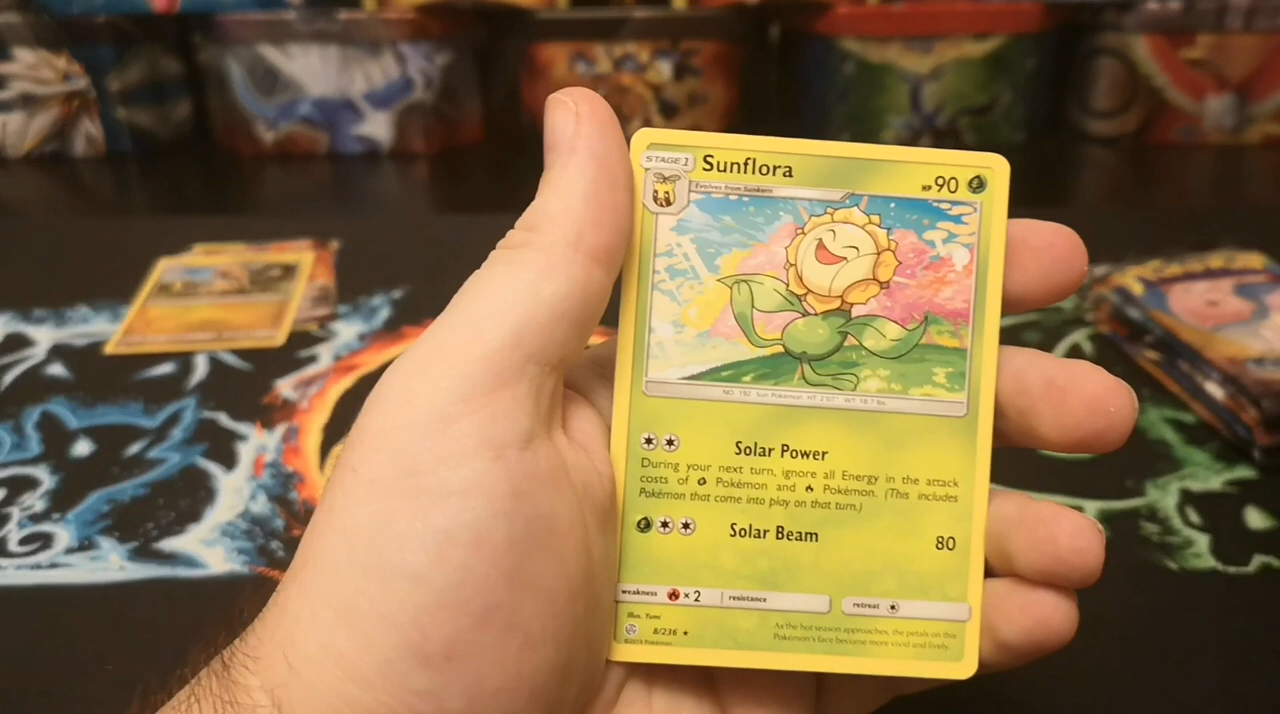 STAGE 1 Sunflora HP 90
Evolves from Sunkern
NO. 192 Sun Pokémon HT: 2'07" WT: 18.7 lbs.
Solar Power
During your next turn, ignore all Energy in the attack
costs of Pokémon and Pokémon. (This includes
Pokémon that come into play on that turn.)
Solar Beam 80
weakness ×2 resistance retreat
Illus. Yumi
8/236
©2019 Pokémon
As the hot season approaches, the petals on this
Pokémon's face become more vivid and lively.